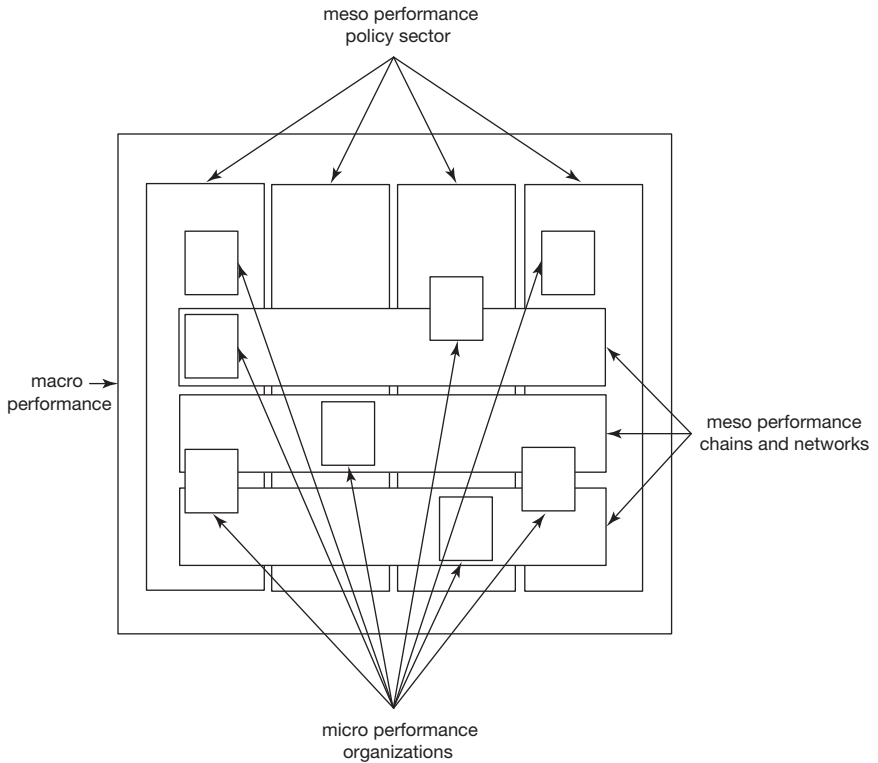 meso performance
policy sector
macro
performance
meso performance
chains and networks
micro performance
organizations